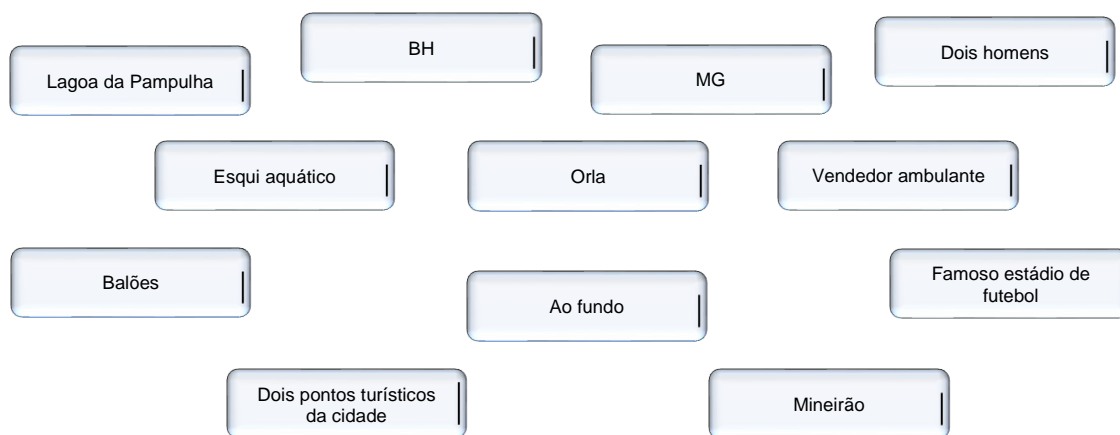 BH
Dois homens
Lagoa da Pampulha
MG
Esqui aquático
Orla
Vendedor ambulante
Balões
Ao fundo
Famoso estádio de
futebol
Dois pontos turísticos
da cidade
Mineirão